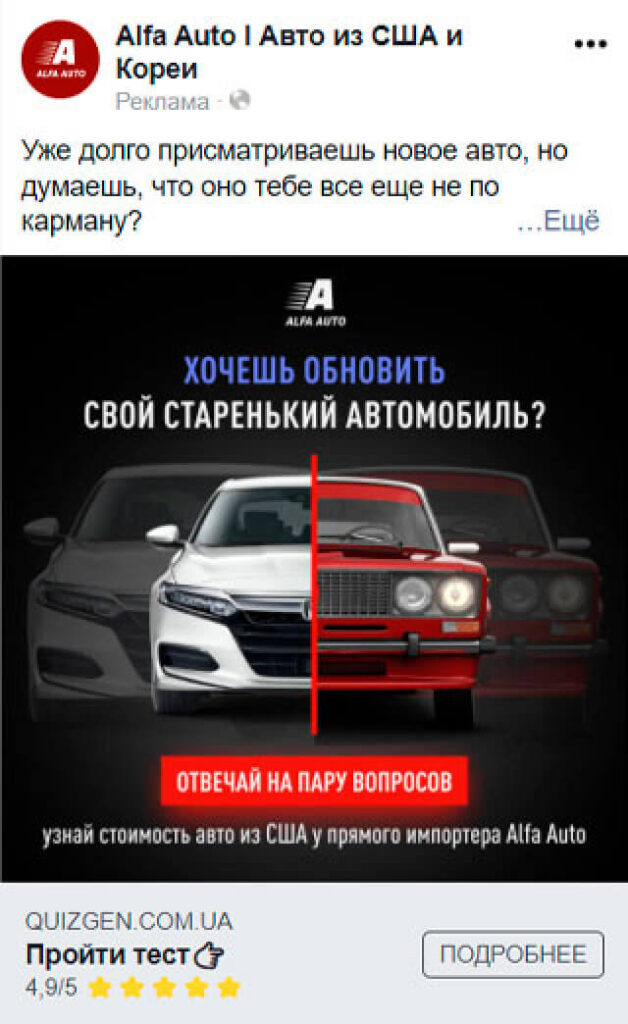 Alfa Auto | Авто из США и
Кореи
Реклама ·
Уже долго присматриваешь новое авто, но
думаешь, что оно тебе все еще не по
карману?
...Ещё
A
ALFA AUTO
A
ALFA AUTO
ХОЧЕШЬ ОБНОВИТЬ
СВОЙ СТАРЕНЬКИЙ АВТОМОБИЛЬ?
ОТВЕЧАЙ НА ПАРУ ВОПРОСОВ
узнай стоимость авто из США у прямого импортера Alfa Auto
QUIZGEN.COM.UA
Пройти тест👉
4,9/5 ⭐⭐⭐⭐⭐
ПОДРОБНЕЕ